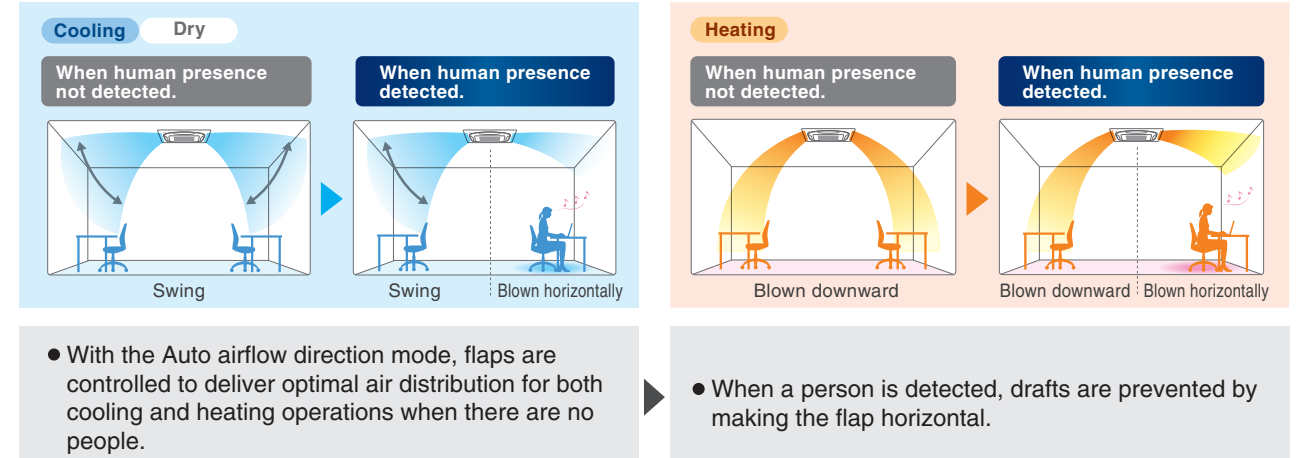 Cooling
Dry
When human presence
not detected.
When human presence
detected.
Swing
Swing
Blown horizontally
Heating
When human presence
not detected.
When human presence
detected.
Blown downward
Blown downward
Blown horizontally
● With the Auto airflow direction mode, flaps are
controlled to deliver optimal air distribution for both
cooling and heating operations when there are no
people.
● When a person is detected, drafts are prevented by
making the flap horizontal.